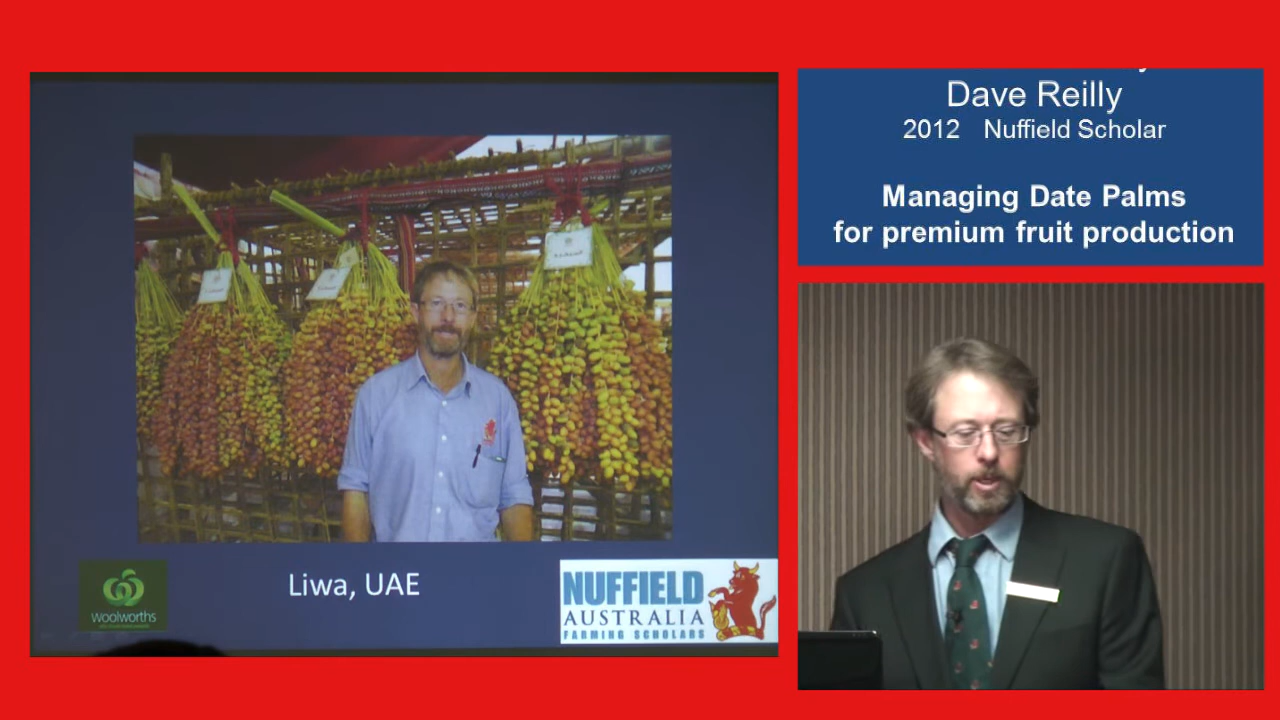 Dave Reilly
2012 Nuffield Scholar
Managing Date Palms
for premium fruit production
Liwa, UAE
woolworths
NUFFIELD
AUSTRALIA
FARMING SCHOLARS